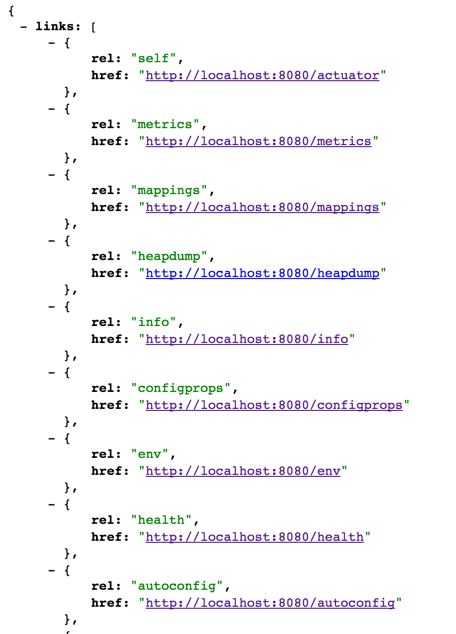 {
- links: [
- {
rel: "self",
href: "http://localhost:8080/actuator"
},
- {
rel: "metrics",
href: "http://localhost:8080/metrics"
},
- {
rel: "mappings",
href: "http://localhost:8080/mappings"
},
- {
rel: "heapdump",
href: "http://localhost:8080/heapdump"
},
- {
rel: "info",
href: "http://localhost:8080/info"
},
- {
rel: "configprops",
href: "http://localhost:8080/configprops"
},
- {
rel: "env",
href: "http://localhost:8080/env"
},
- {
rel: "health",
href: "http://localhost:8080/health"
},
- {
rel: "autoconfig",
href: "http://localhost:8080/autoconfig"
},